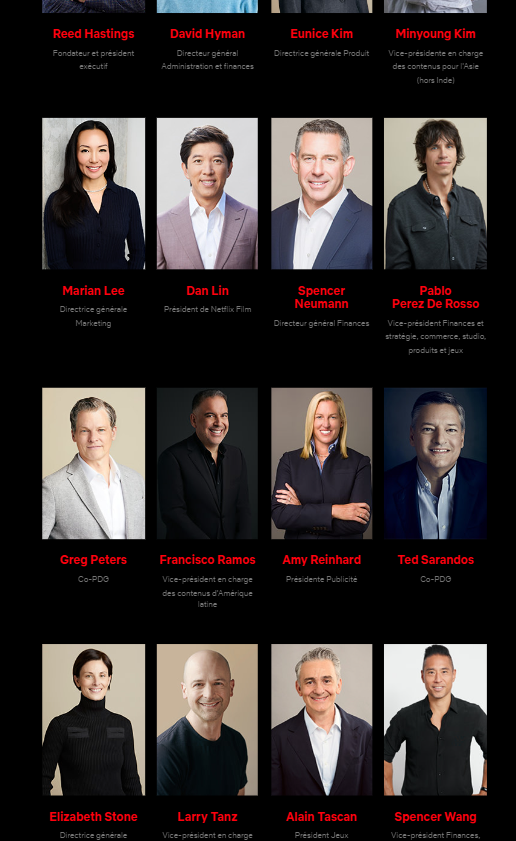 Reed Hastings
Fondateur et président
exécutif
David Hyman
Directeur général
Administration et finances
Eunice Kim
Directrice générale Produit
Minyoung Kim
Vice-présidente en charge
des contenus pour l'Asie
(hors Inde)
Marian Lee
Directrice générale
Marketing
Dan Lin
Président de Netflix Film
Spencer
Neumann
Directeur général Finances
Pablo
Perez De Rosso
Vice-président Finances et
stratégie, commerce, studio,
produits et jeux
Greg Peters
Co-PDG
Francisco Ramos
Vice-président en charge
des contenus d'Amérique
latine
Amy Reinhard
Présidente Publicité
Ted Sarandos
Co-PDG
Elizabeth Stone
Directrice générale
Larry Tanz
Vice-président en charge
Alain Tascan
Président Jeux
Spencer Wang
Vice-président Finances,